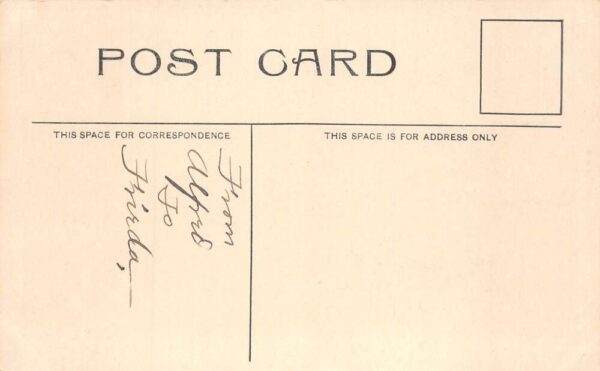 POST CARD
THIS SPACE FOR CORRESPONDENCE
THIS SPACE IS FOR ADDRESS ONLY
From
Alfred
To
Frieda,